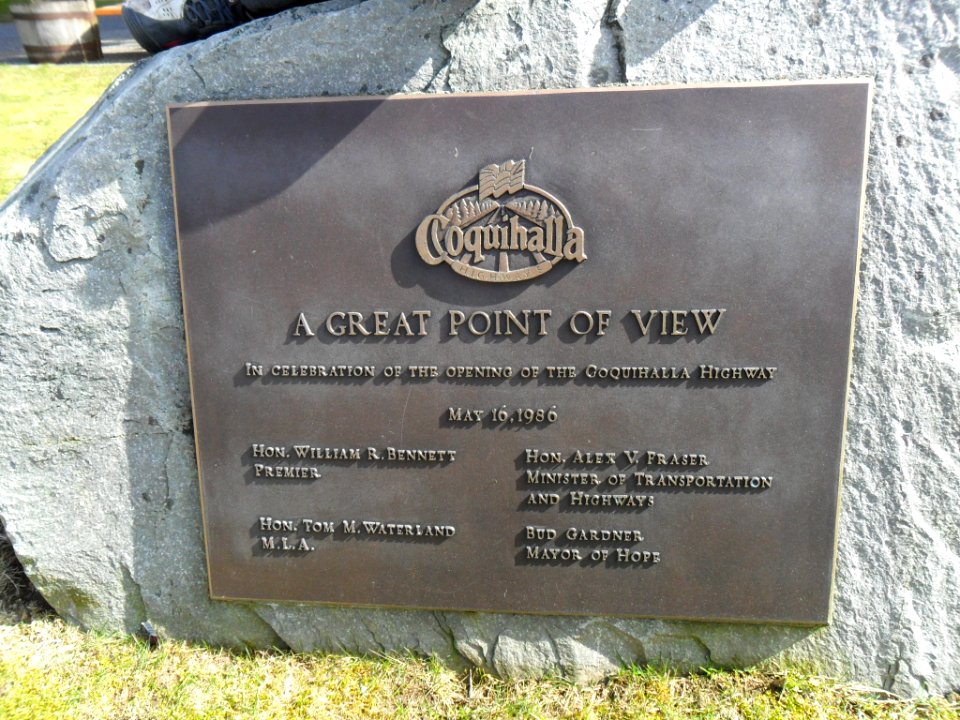 Coquihalla
HIGHWAYS
A GREAT POINT OF VIEW
IN CELEBRATION OF THE OPENING OF THE COQUIHALLA HIGHWAY
MAY 16, 1986
HON. WILLIAM R. BENNETT
PREMIER
HON. ALEX V. FRASER
MINISTER OF TRANSPORTATION
AND HIGHWAYS
HON. TOM M. WATERLAND
M.L.A.
BUD GARDNER
MAYOR OF HOPE